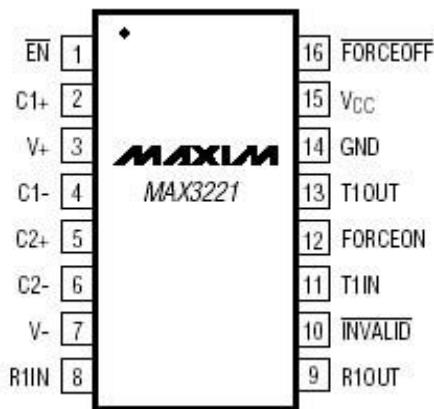 EN 1 16 FORCEOFF
C1+ 2 15 VCC
V+ 3 MAXIM 14 GND
C1- 4 MAX3221 13 T1OUT
C2+ 5 12 FORCEON
C2- 6 11 T1IN
V- 7 10 INVALID
R1IN 8 9 R1OUT